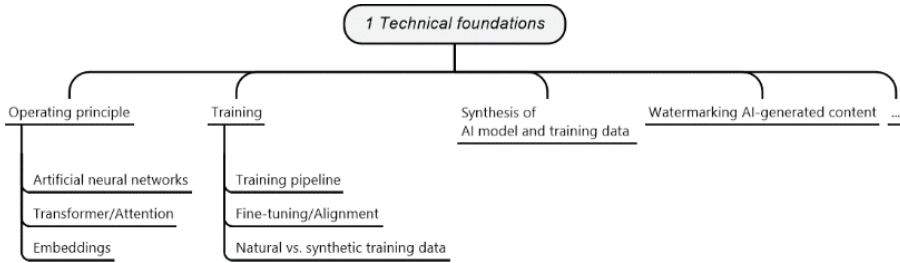 1 Technical foundations
Operating principle
Artificial neural networks
Transformer/Attention
Embeddings
Training
Training pipeline
Fine-tuning/Alignment
Natural vs. synthetic training data
Synthesis of
AI model and training data
Watermarking AI-generated content
...